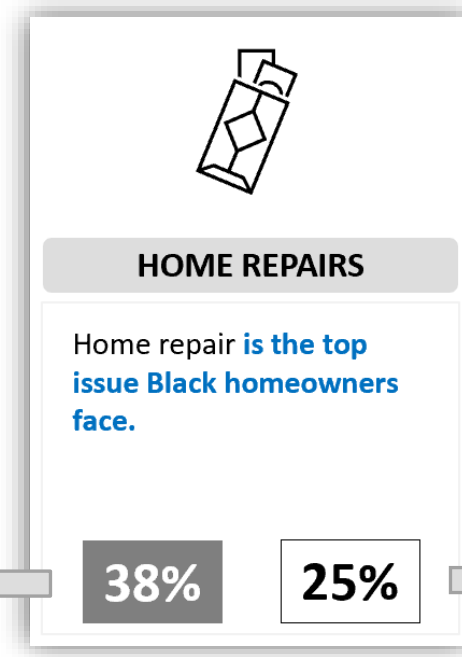 HOME REPAIRS
Home repair is the top
issue Black homeowners
face.
38% 25%